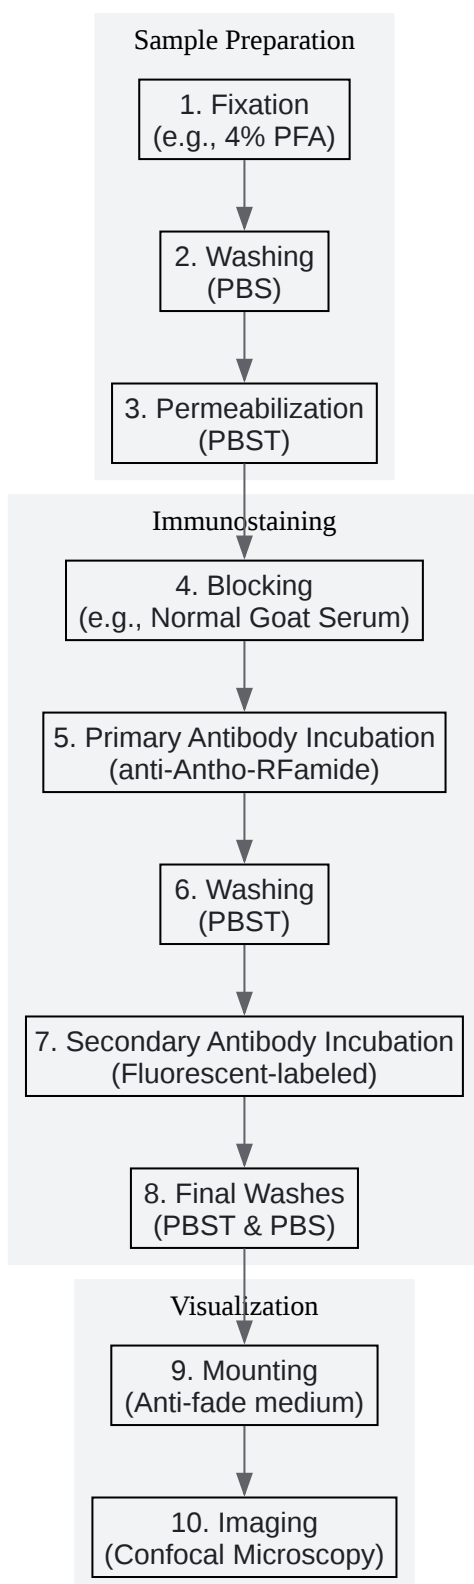 Sample Preparation
1. Fixation
(e.g., 4% PFA)
2. Washing
(PBS)
3. Permeabilization
(PBST)
Immunostaining
4. Blocking
(e.g., Normal Goat Serum)
5. Primary Antibody Incubation
(anti-Antho-RFamide)
6. Washing
(PBST)
7. Secondary Antibody Incubation
(Fluorescent-labeled)
8. Final Washes
(PBST & PBS)
Visualization
9. Mounting
(Anti-fade medium)
10. Imaging
(Confocal Microscopy)